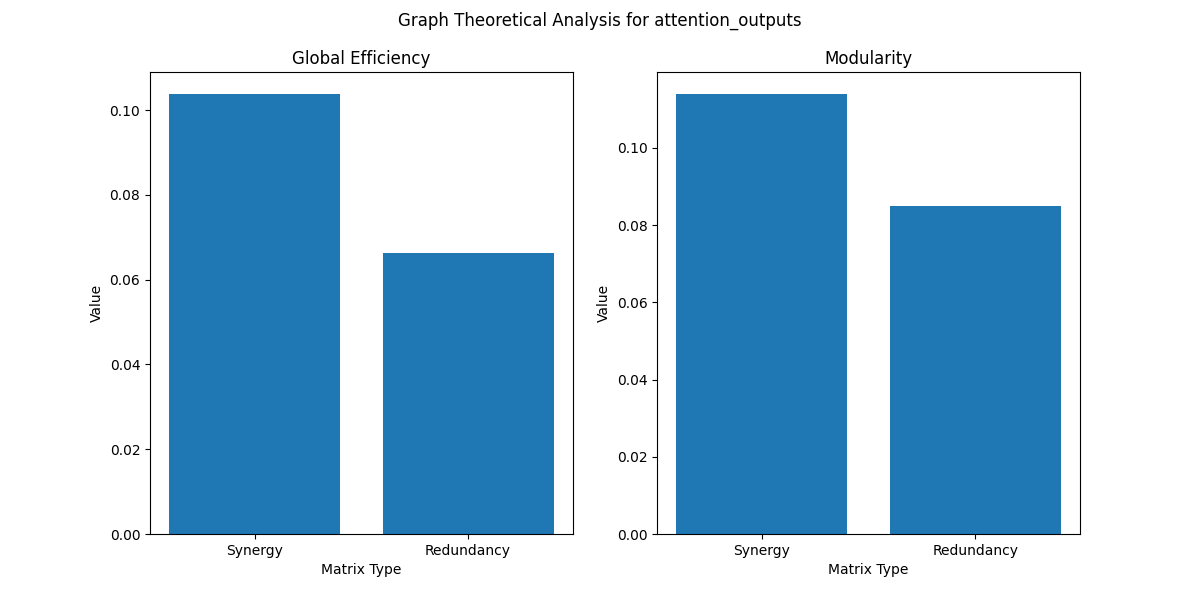 Graph Theoretical Analysis for attention_outputs
Global Efficiency
0.10
0.08
0.06
0.04
0.02
0.00
Value
Synergy Redundancy
Matrix Type
Modularity
0.10
0.08
0.06
0.04
0.02
0.00
Value
Synergy Redundancy
Matrix Type